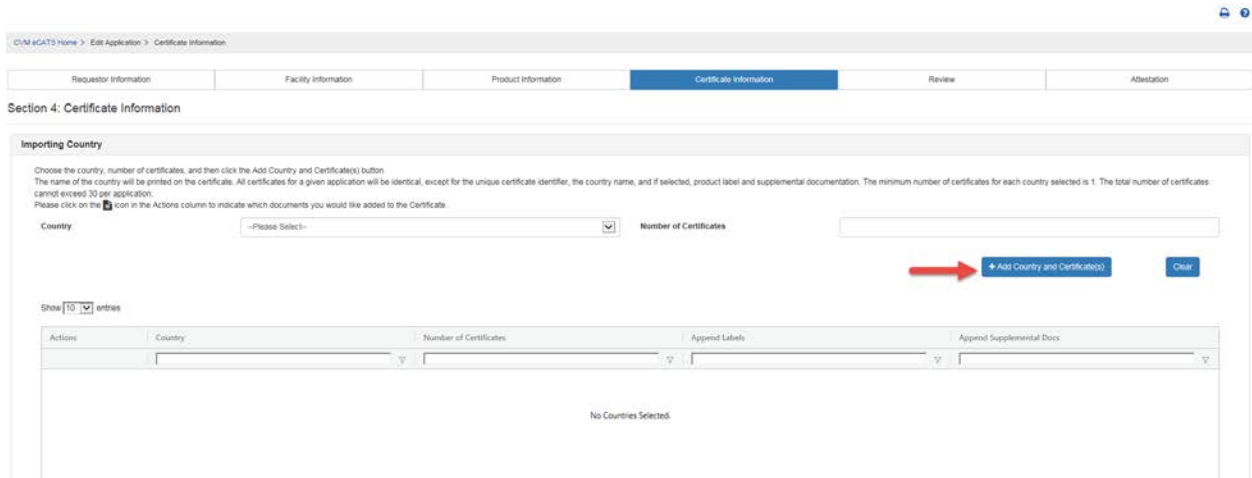 CVM eCATS Home > Edit Application > Certificate Information
Requestor Information
Facility Information
Product Information
Certificate Information
Review
Attestation
Section 4: Certificate Information
Importing Country
Choose the country, number of certificates, and then click the Add Country and Certificate(s) button
The name of the country will be printed on the certificate. All certificates for a given application will be identical, except for the unique certificate identifier, the country name, and if selected, product label and supplemental documentation. The minimum number of certificates for each country selected is 1. The total number of certificates
cannot exceed 30 per application.
Please click on the icon in the Actions column to indicate which documents you would like added to the Certificate.
Country
--Please Select--
Number of Certificates
+ Add Country and Certificate(s)
Clear
Show 10 entries
Actions
Country
Number of Certificates
Append Labels
Append Supplemental Docs
No Countries Selected.